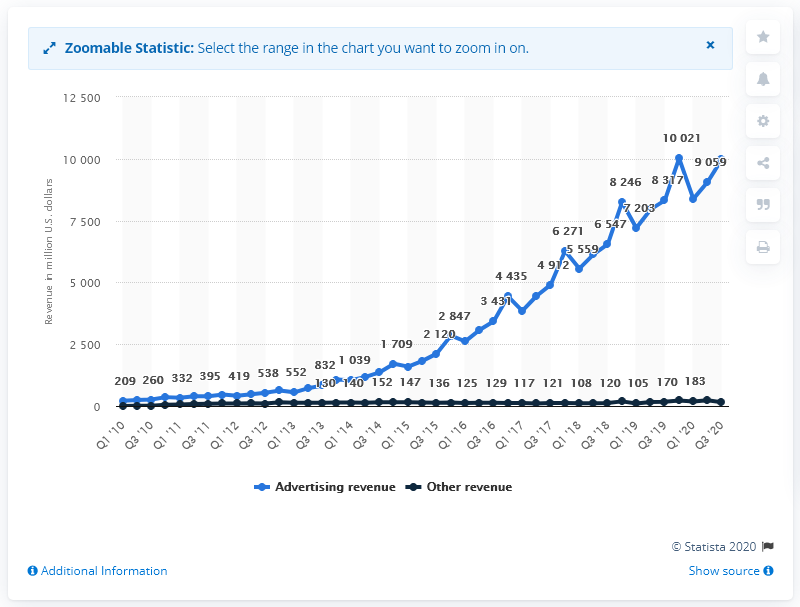 Zoomable Statistic: Select the range in the chart you want to zoom in on.
×
Revenue in million U.S. dollars
12 500
10 000
7 500
5 000
2 500
0
209 260 332 395 419 538 552 832 1 039 1 709 2 120 2 847 3 431 4 435 4 912 6 271 5 559 6 547 8 246 7 203 8 317 10 021 9 059
130 140 152 147 136 125 129 117 121 108 120 105 170 183
Q1 '10 Q3 '10 Q1 '11 Q3 '11 Q1 '12 Q3 '12 Q1 '13 Q3 '13 Q1 '14 Q3 '14 Q1 '15 Q3 '15 Q1 '16 Q3 '16 Q1 '17 Q3 '17 Q1 '18 Q3 '18 Q1 '19 Q3 '19 Q1 '20 Q3 '20
Advertising revenue Other revenue
© Statista 2020
Additional Information
Show source